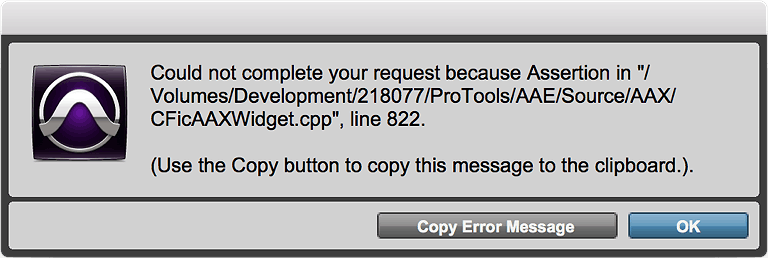 Could not complete your request because Assertion in "/
Volumes/Development/218077/ProTools/AAE/Source/AAX/
CFicAAXWidget.cpp", line 822.
(Use the Copy button to copy this message to the clipboard.).
Copy Error Message
OK